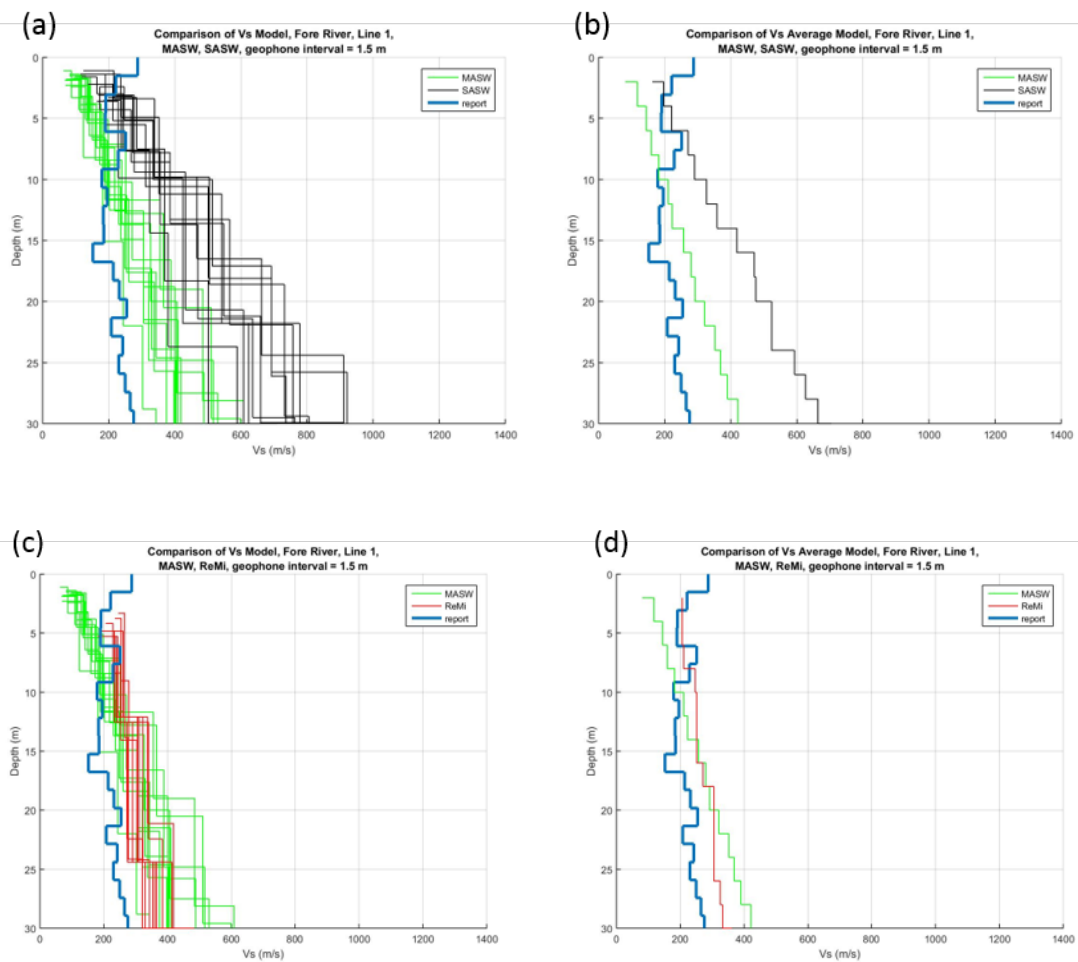 (a)
Comparison of Vs Model, Fore River, Line 1,
MASW, SASW, geophone interval = 1.5 m
MASW
SASW
report
0
5
10
15
20
25
30
Depth (m)
0 200 400 600 800 1000 1200 1400
Vs (m/s)
(b)
Comparison of Vs Average Model, Fore River, Line 1,
MASW, SASW, geophone interval = 1.5 m
MASW
SASW
report
0
5
10
15
20
25
30
Depth (m)
0 200 400 600 800 1000 1200 1400
Vs (m/s)
(c)
Comparison of Vs Model, Fore River, Line 1,
MASW, ReMi, geophone interval = 1.5 m
MASW
ReMi
report
0
5
10
15
20
25
30
Depth (m)
0 200 400 600 800 1000 1200 1400
Vs (m/s)
(d)
Comparison of Vs Average Model, Fore River, Line 1,
MASW, ReMi, geophone interval = 1.5 m
MASW
ReMi
report
0
5
10
15
20
25
30
Depth (m)
0 200 400 600 800 1000 1200 1400
Vs (m/s)